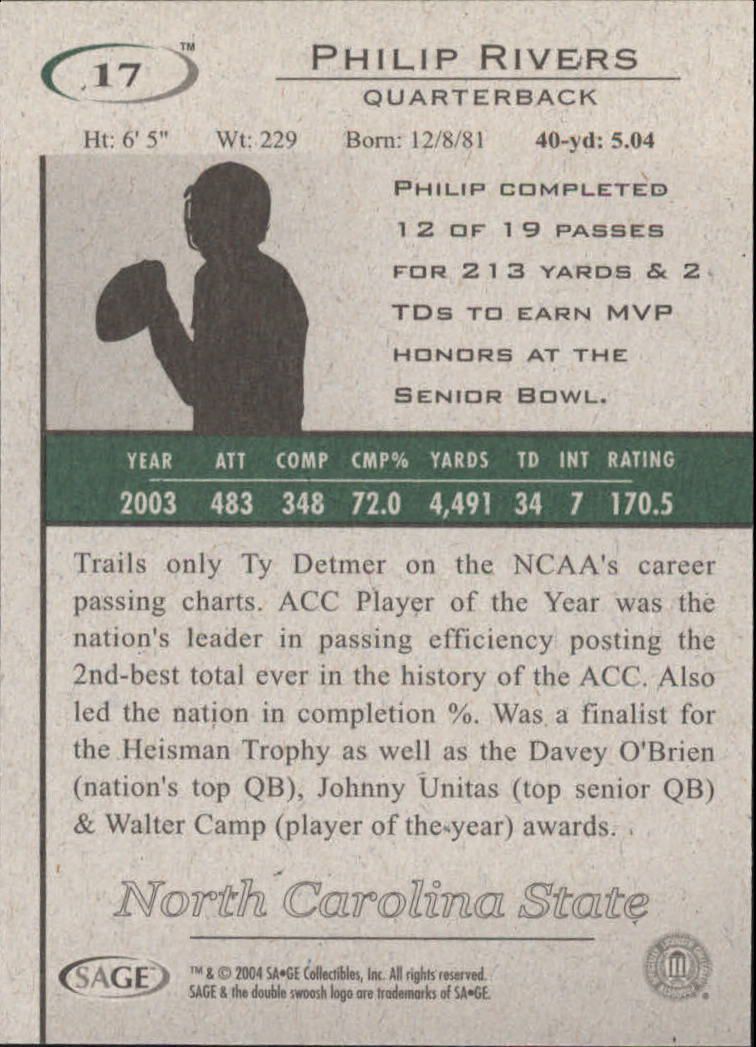 17 ™
PHILIP RIVERS
QUARTERBACK
Ht: 6' 5" Wt: 229 Born: 12/8/81 40-yd: 5.04
PHILIP COMPLETED
12 OF 19 PASSES
FOR 213 YARDS & 2
TDS TO EARN MVP
HONORS AT THE
SENIOR BOWL.
YEAR ATT COMP CMP% YARDS TD INT RATING
2003 483 348 72.0 4,491 34 7 170.5
Trails only Ty Detmer on the NCAA's career
passing charts. ACC Player of the Year was the
nation's leader in passing efficiency posting the
2nd-best total ever in the history of the ACC. Also
led the nation in completion %. Was a finalist for
the Heisman Trophy as well as the Davey O'Brien
(nation's top QB), Johnny Unitas (top senior QB)
& Walter Camp (player of the year) awards.
North Carolina State
SAGE™
™ & © 2004 SA•GE Collectibles, Inc. All rights reserved.
SAGE & the double swoosh logo are trademarks of SA•GE.